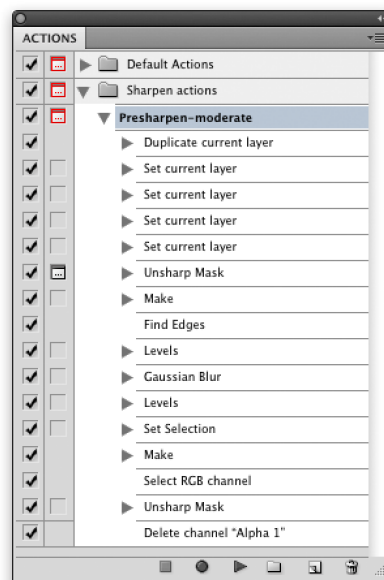 ACTIONS
Default Actions
Sharpen actions
Presharpen-moderate
Duplicate current layer
Set current layer
Set current layer
Set current layer
Set current layer
Unsharp Mask
Make
Find Edges
Levels
Gaussian Blur
Levels
Set Selection
Make
Select RGB channel
Unsharp Mask
Delete channel “Alpha 1”